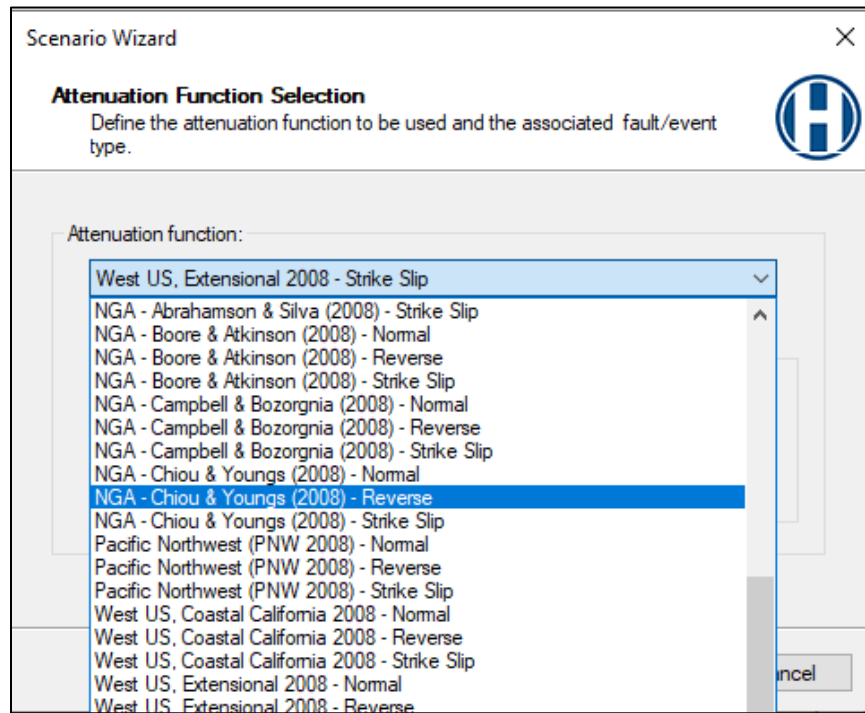 Scenario Wizard
Attenuation Function Selection
Define the attenuation function to be used and the associated fault/event
type.
Attenuation function:
West US, Extensional 2008 - Strike Slip
NGA - Abrahamson & Silva (2008) - Strike Slip
NGA - Boore & Atkinson (2008) - Normal
NGA - Boore & Atkinson (2008) - Reverse
NGA - Boore & Atkinson (2008) - Strike Slip
NGA - Campbell & Bozorgnia (2008) - Normal
NGA - Campbell & Bozorgnia (2008) - Reverse
NGA - Campbell & Bozorgnia (2008) - Strike Slip
NGA - Chiou & Youngs (2008) - Normal
NGA - Chiou & Youngs (2008) - Reverse
NGA - Chiou & Youngs (2008) - Strike Slip
Pacific Northwest (PNW 2008) - Normal
Pacific Northwest (PNW 2008) - Reverse
Pacific Northwest (PNW 2008) - Strike Slip
West US, Coastal California 2008 - Normal
West US, Coastal California 2008 - Reverse
West US, Coastal California 2008 - Strike Slip
West US, Extensional 2008 - Normal
ncel
West US, Extensional 2008 - Reverse